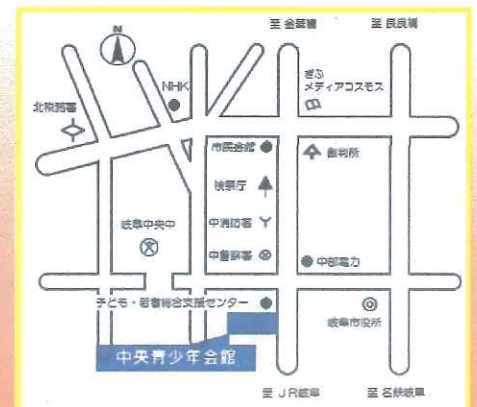 至 金華橋
至 長良橋
N
NHK
ぎふ
メディアコスモス
北税務署
市民会館
裁判所
検察庁
岐阜中央中
中消防署
中警察署
中部電力
子ども・若者総合支援センター
岐阜市役所
中央青少年会館
至 JR岐阜
至 名鉄岐阜